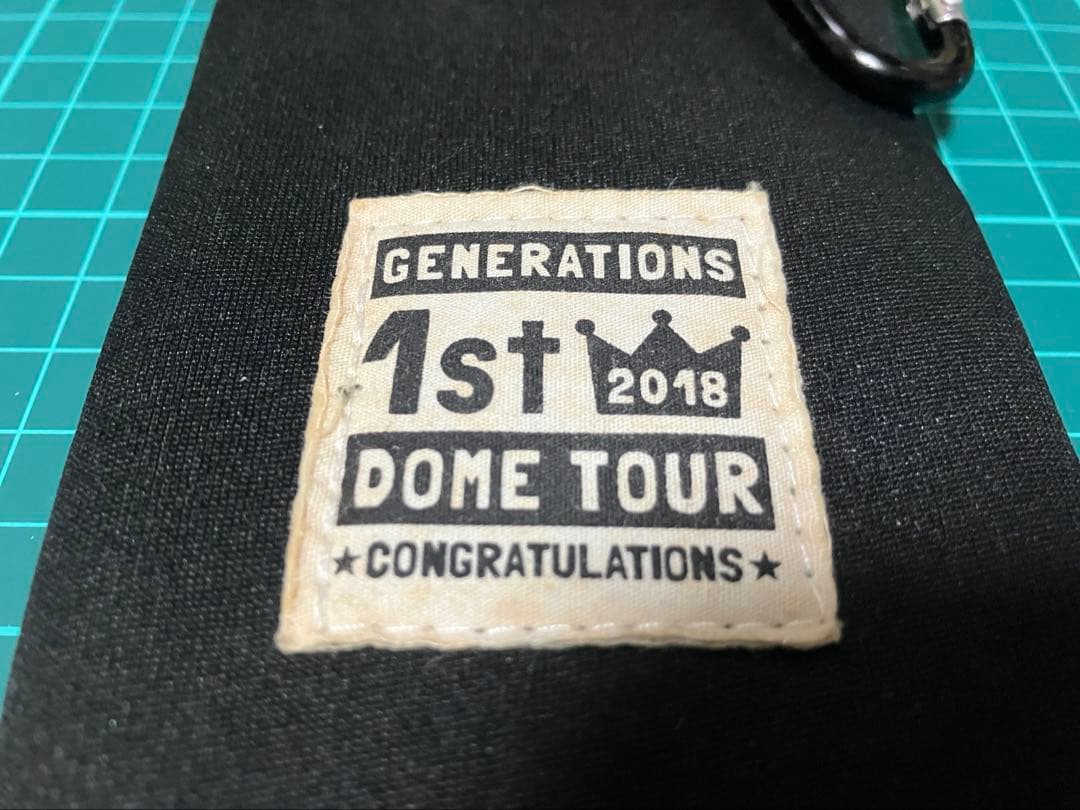 GENERATIONS
1st 2018
DOME TOUR
★CONGRATULATIONS★